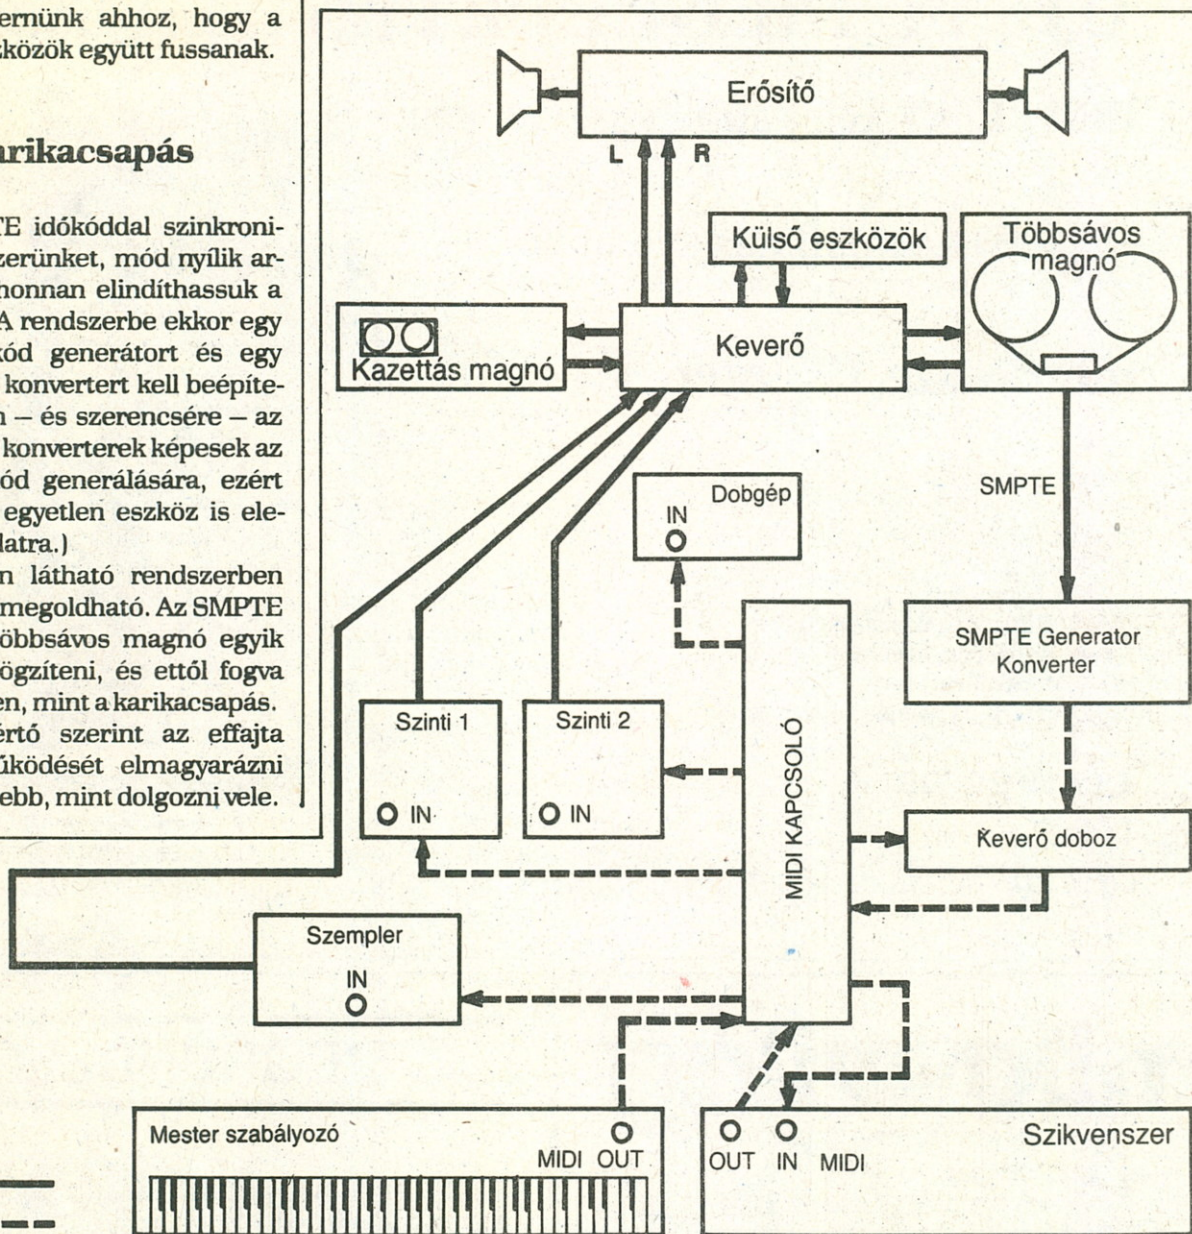 ernünk ahhoz, hogy a
zközök együtt fussanak.
arikacsapás
TE időkóddal szinkroni-
zerünket, mód nyílik ar-
honnan elindíthassuk a
A rendszerbe ekkor egy
kód generátort és egy
konvertert kell beépíte-
n – és szerencsére – az
konverterek képesek az
ód generálására, ezért
egyetlen eszköz is ele-
latra.)
n látható rendszerben
megoldható. Az SMPTE
öbbsávos magnó egyik
ögzíteni, és ettől fogva
en, mint a karikacsapás.
értő szerint az effajta
űködését elmagyarázni
ebb, mint dolgozni vele.
Erősítő
L R
Külső eszközök
Többsávos
magnó
Kazettás magnó
Keverő
Dobgép
IN
SMPTE
SMPTE Generator
Konverter
Szinti 1
IN
Szinti 2
IN
MIDI KAPCSOLÓ
Keverő doboz
Szempler
IN
Mester szabályozó
MIDI OUT
OUT IN MIDI
Szikvenszer